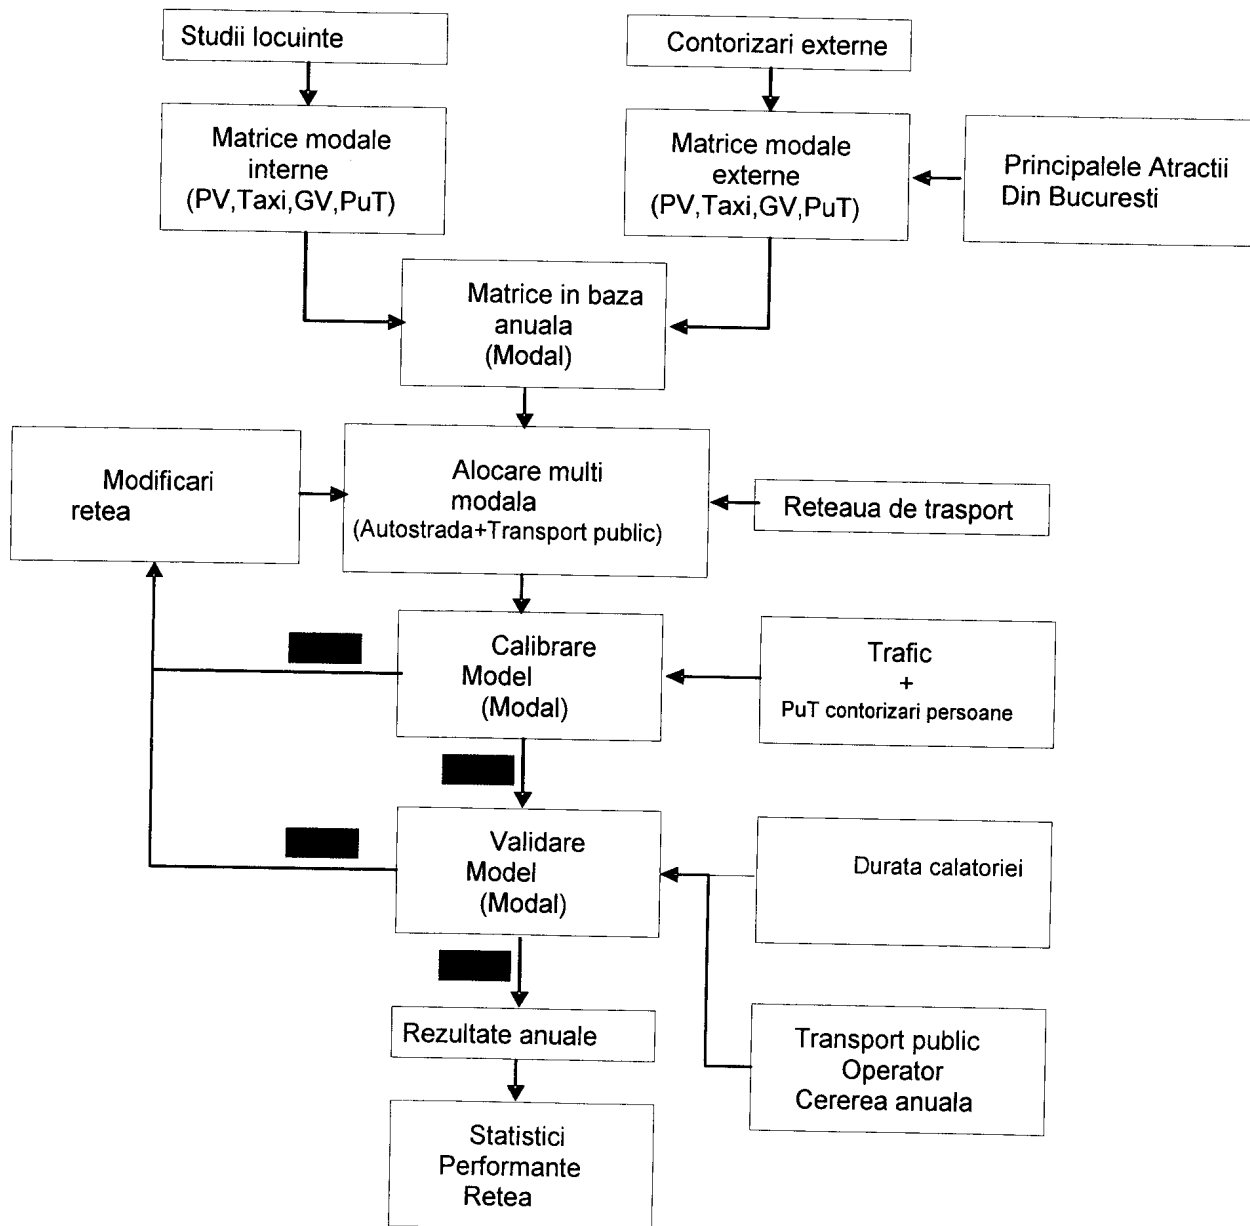 Studii locuinte
Contorizari externe
Matrice modale
interne
(PV,Taxi,GV,PuT)
Matrice modale
externe
(PV,Taxi,GV,PuT)
Principalele Atractii
Din Bucuresti
Matrice in baza
anuala
(Modal)
Modificari
retea
Alocare multi
modala
(Autostrada+Transport public)
Reteaua de trasport
Calibrare
Model
(Modal)
Trafic
+
PuT contorizari persoane
Validare
Model
(Modal)
Durata calatoriei
Rezultate anuale
Transport public
Operator
Cererea anuala
Statistici
Performante
Retea